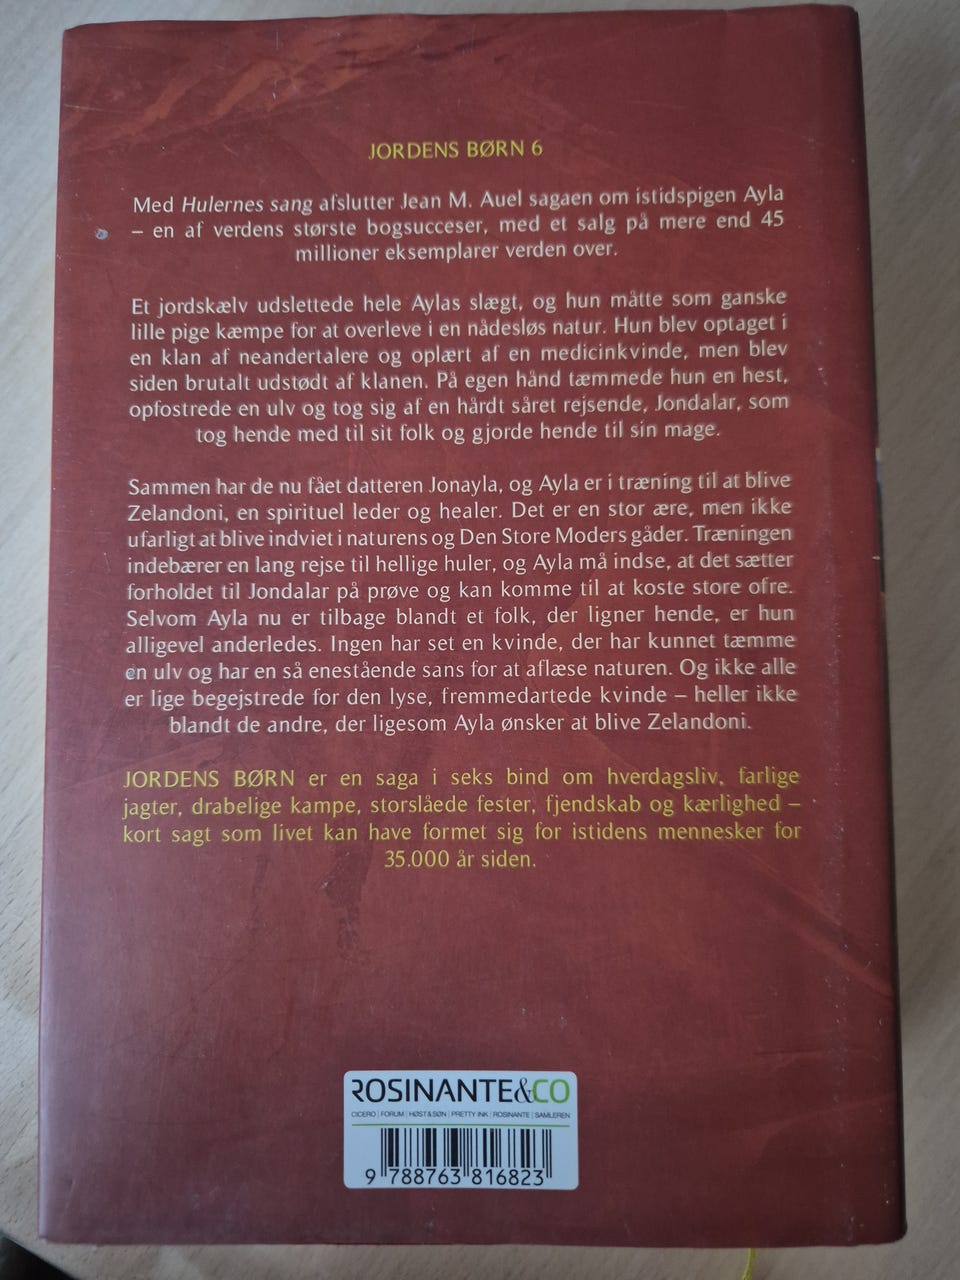 JORDENS BØRN 6
Med Hulernes sang afslutter Jean M. Auel sagaen om istidspigen Ayla
– en af verdens største bogsucceser, med et salg på mere end 45
millioner eksemplarer verden over.
Et jordskælv udslettede hele Aylas slægt, og hun måtte som ganske
lille pige kæmpe for at overleve i en nådesløs natur. Hun blev optaget i
en klan af neandertalere og oplært af en medicinkvinde, men blev
siden brutalt udstødt af klanen. På egen hånd tæmmede hun en hest,
opfostrede en ulv og tog sig af en hårdt såret rejsende, Jondalar, som
tog hende med til sit folk og gjorde hende til sin mage.
Sammen har de nu fået datteren Jonayla, og Ayla er i træning til at blive
Zelandoni, en spirituel leder og healer. Det er en stor ære, men ikke
ufarligt at blive indviet i naturens og Den Store Moders gåder. Træningen
indebærer en lang rejse til hellige huler, og Ayla må indse, at det sætter
forholdet til Jondalar på prøve og kan komme til at koste store ofre.
Selvom Ayla nu er tilbage blandt et folk, der ligner hende, er hun
alligevel anderledes. Ingen har set en kvinde, der har kunnet tæmme
en ulv og har en så enestående sans for at aflæse naturen. Og ikke alle
er lige begejstrede for den lyse, fremmedartede kvinde – heller ikke
blandt de andre, der ligesom Ayla ønsker at blive Zelandoni.
JORDENS BØRN er en saga i seks bind om hverdagsliv, farlige
jagter, drabelige kampe, storslåede fester, fjendskab og kærlighed –
kort sagt som livet kan have formet sig for istidens mennesker for
35.000 år siden.
ROSINANTE&CO
CICERO | FORUM | HØST&SØN | PRETTY INK | ROSINANTE | SAMLEREN
9 788763 816823